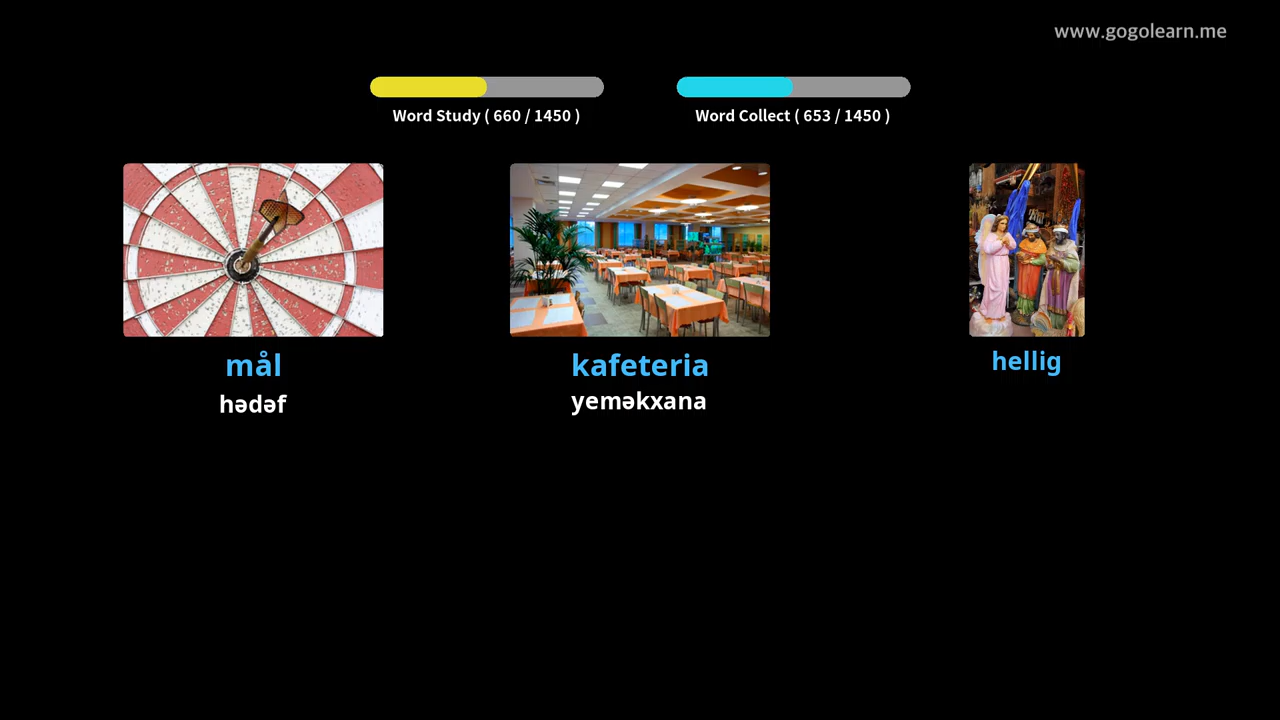 www.gogolearn.me
Word Study ( 660 / 1450 )
Word Collect ( 653 / 1450 )
mål
kafeteria
hellig
hədəf
yeməkxana